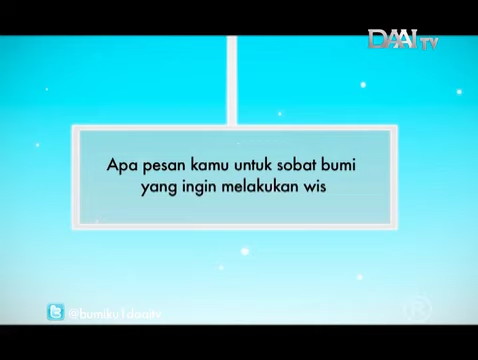 DAAI TV
Apa pesan kamu untuk sobat bumi
yang ingin melakukan wis
@bumiku1daaitv
R